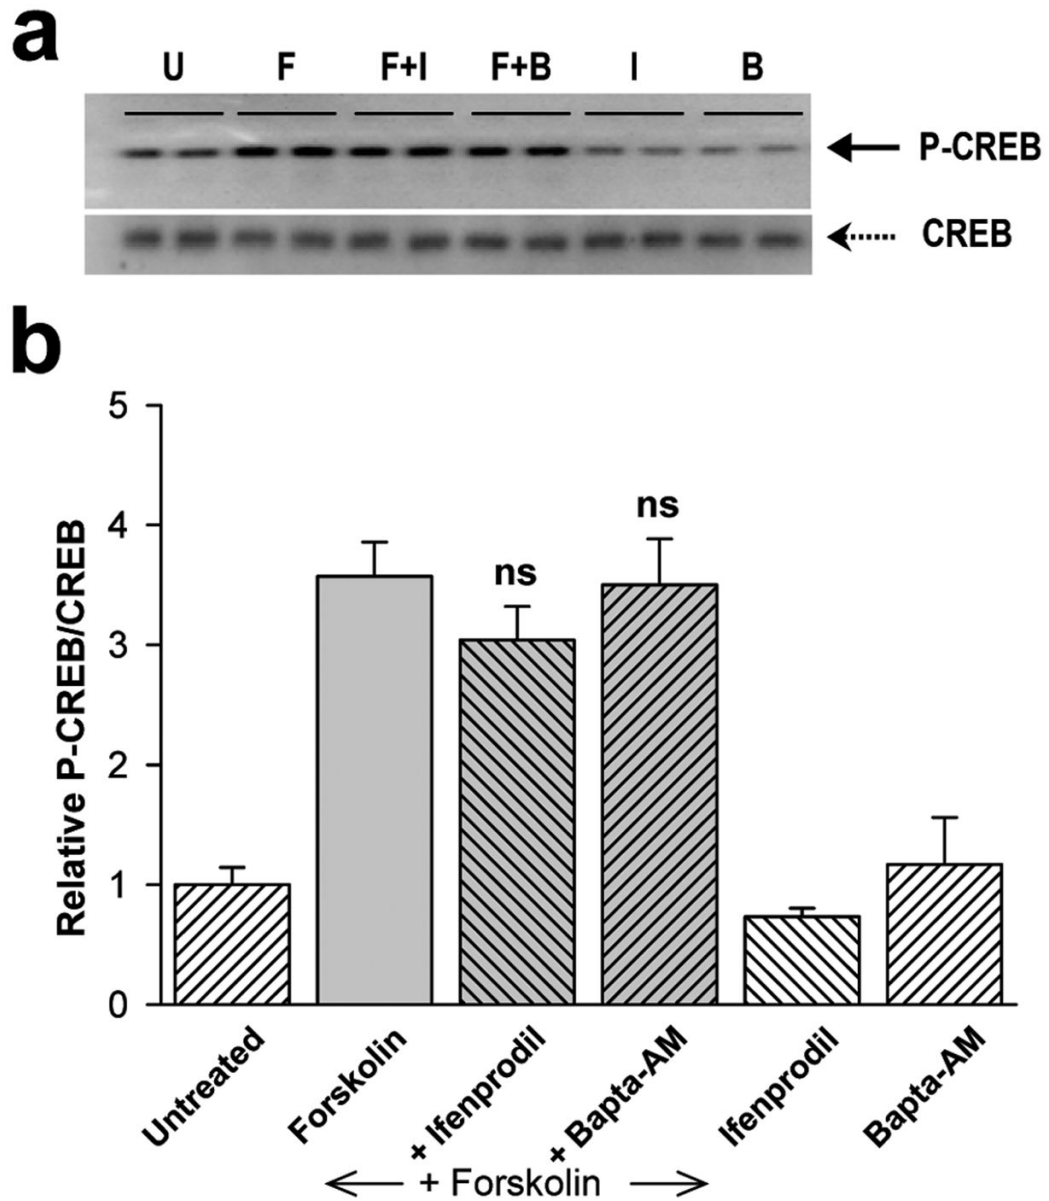 a
U F F+I F+B I B
P-CREB
CREB
b
Relative P-CREB/CREB
5
4
3
2
1
0
ns
ns
Untreated
Forskolin
+ Ifenprodil
+ Bapta-AM
Ifenprodil
Bapta-AM
+ Forskolin